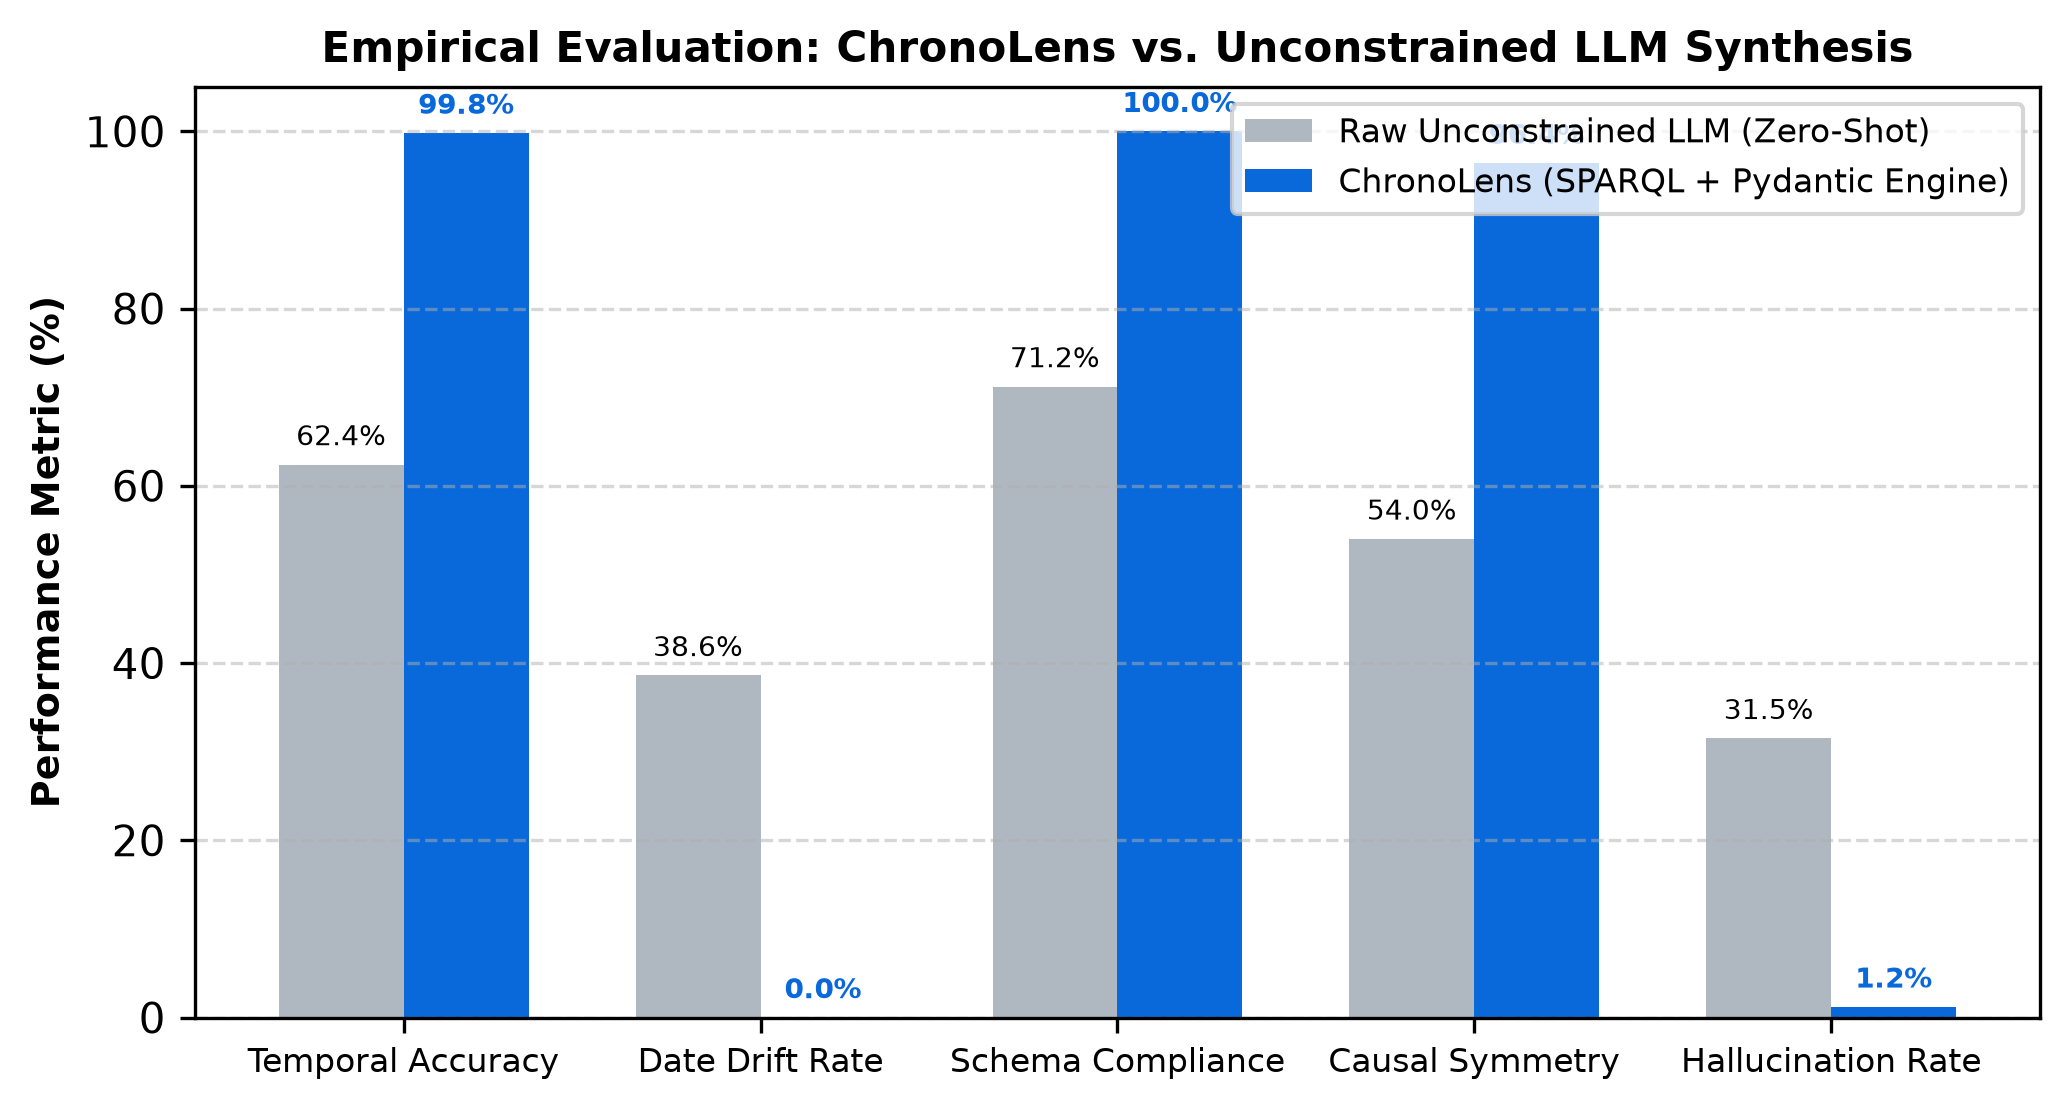 Empirical Evaluation: ChronoLens vs. Unconstrained LLM Synthesis
Performance Metric (%)
100
80
60
40
20
0
99.8%
100.0%
Raw Unconstrained LLM (Zero-Shot)
ChronoLens (SPARQL + Pydantic Engine)
71.2%
62.4%
54.0%
38.6%
31.5%
0.0%
1.2%
Temporal Accuracy
Date Drift Rate
Schema Compliance
Causal Symmetry
Hallucination Rate